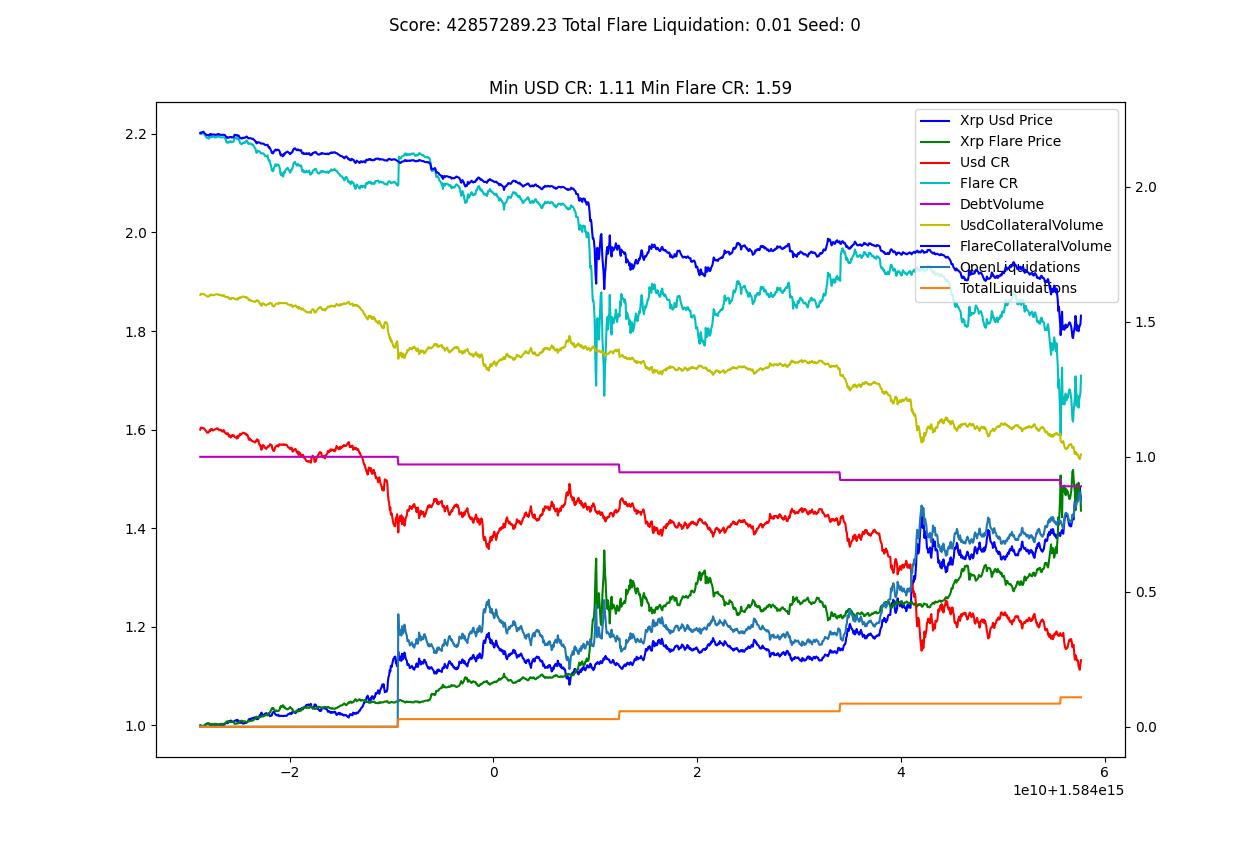 Score: 42857289.23 Total Flare Liquidation: 0.01 Seed: 0
Min USD CR: 1.11 Min Flare CR: 1.59
2.2
2.0
1.8
1.6
1.4
1.2
1.0
Xrp Usd Price
Xrp Flare Price
Usd CR
Flare CR
DebtVolume
UsdCollateralVolume
FlareCollateralVolume
OpenLiquidations
TotalLiquidations
2.0
1.5
1.0
0.5
0.0
−2 0 2 4 6
1e10+1.584e15